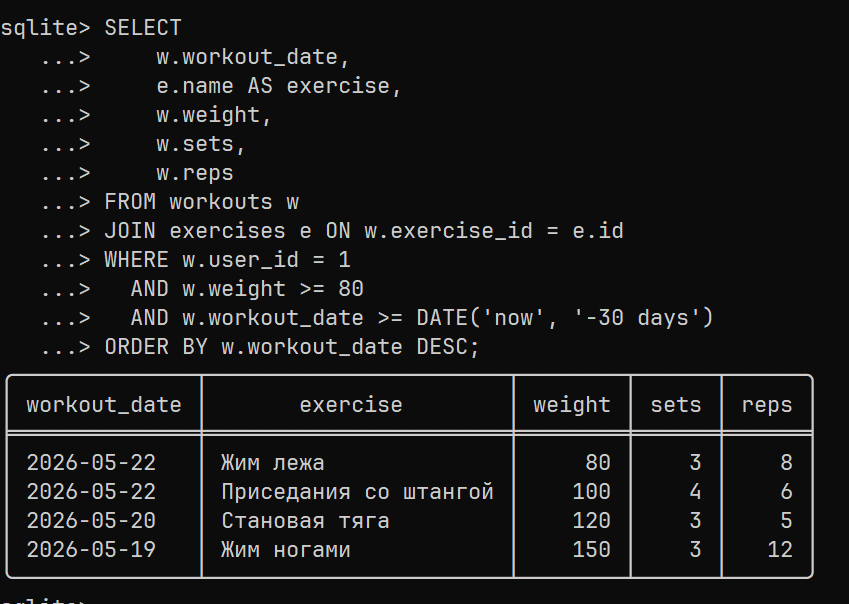 sqlite> SELECT
...> w.workout_date,
...> e.name AS exercise,
...> w.weight,
...> w.sets,
...> w.reps
...> FROM workouts w
...> JOIN exercises e ON w.exercise_id = e.id
...> WHERE w.user_id = 1
...> AND w.weight >= 80
...> AND w.workout_date >= DATE('now', '-30 days')
...> ORDER BY w.workout_date DESC;
workout_date exercise weight sets reps
2026-05-22 Жим лежа 80 3 8
2026-05-22 Приседания со штангой 100 4 6
2026-05-20 Становая тяга 120 3 5
2026-05-19 Жим ногами 150 3 12
sqlite>